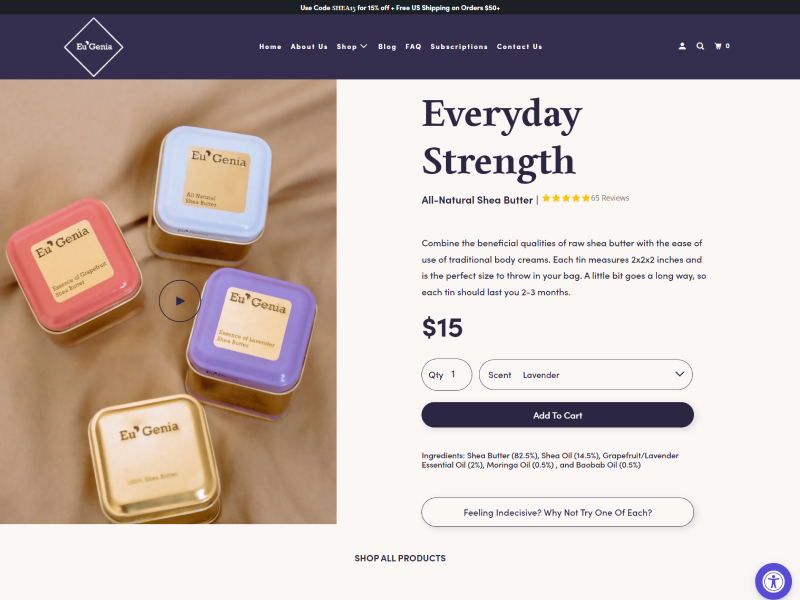 Use Code SHEA15 for 15% off + Free US Shipping on Orders $50+
Eu'Genia
Home About Us Shop Blog FAQ Subscriptions Contact Us
0
Everyday
Strength
All-Natural Shea Butter | 65 Reviews
Combine the beneficial qualities of raw shea butter with the ease
of use of traditional body creams. Each tin measures 2x2x2 inches and
is the perfect size to throw in your bag. A little bit goes a long way, so
each tin should last you 2-3 months.
$15
Qty 1 Scent Lavender
Add To Cart
Ingredients: Shea Butter (82.5%), Shea Oil (14.5%), Grapefruit/Lavender
Essential Oil (2%), Moringa Oil (0.5%) , and Baobab Oil (0.5%)
Feeling Indecisive? Why Not Try One Of Each?
Eu'Genia
All Natural
Shea Butter
Eu'Genia
Essence of Grapefruit
Shea Butter
Eu'Genia
Essence of Lavender
Shea Butter
Eu'Genia
100% Shea Butter
SHOP ALL PRODUCTS